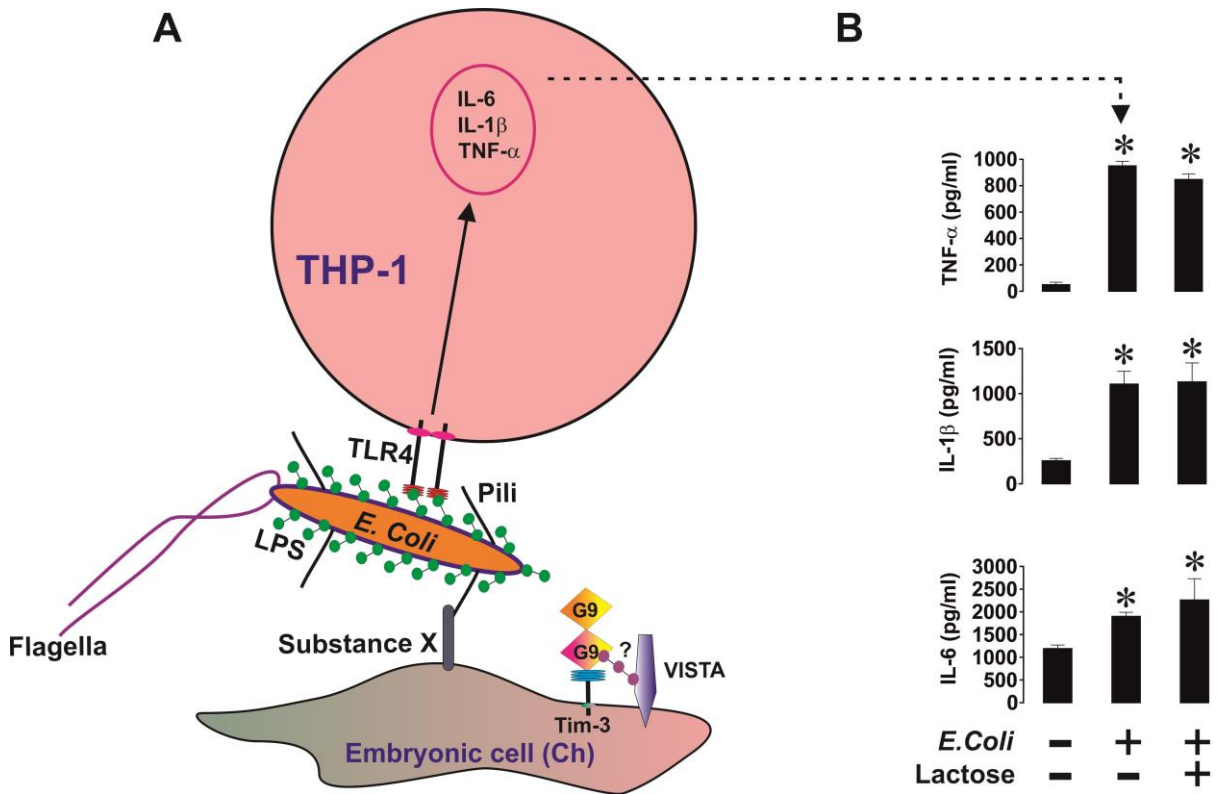 A
IL-6
IL-1β
TNF-α
THP-1
TLR4
Pili
E. Coli
LPS
Flagella
Substance X
G9
G9
?
VISTA
Tim-3
Embryonic cell (Ch)
B
TNF-α (pg/ml)
1000
800
600
400
200
0
*
*
IL-1β (pg/ml)
1500
1000
500
0
*
*
IL-6 (pg/ml)
3000
2500
2000
1500
1000
500
0
*
*
E.Coli − + +
Lactose − − +